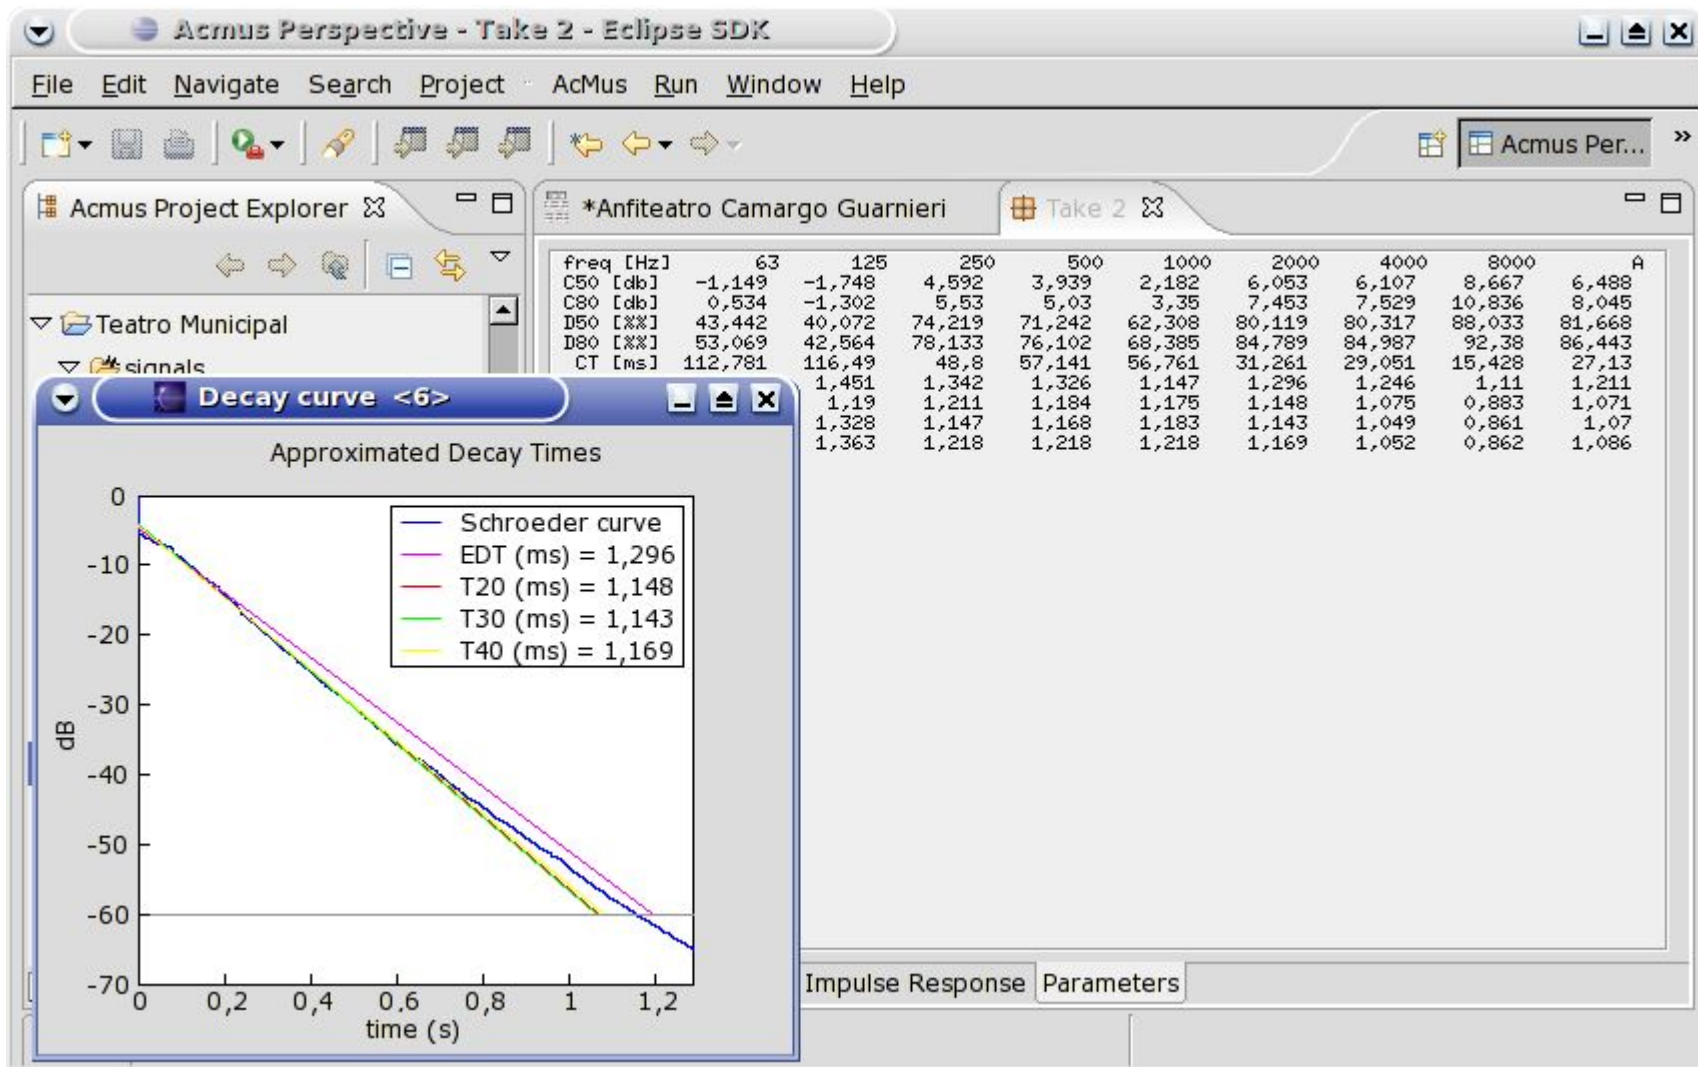 Acmus Perspective - Take 2 - Eclipse SDK
File Edit Navigate Search Project AcMus Run Window Help
Acmus Per... »
Acmus Project Explorer
*Anfiteatro Camargo Guarnieri
Take 2
Teatro Municipal
signals
freq [Hz] 63 125 250 500 1000 2000 4000 8000 A
C50 [db] -1,149 -1,748 4,592 3,939 2,182 6,053 6,107 8,667 6,488
C80 [db] 0,534 -1,302 5,53 5,03 3,35 7,453 7,529 10,836 8,045
D50 [%%] 43,442 40,072 74,219 71,242 62,308 80,119 80,317 88,033 81,668
D80 [%%] 53,069 42,564 78,133 76,102 68,385 84,789 84,987 92,38 86,443
CT [ms] 112,781 116,49 48,8 57,141 56,761 31,261 29,051 15,428 27,13
1,451 1,342 1,326 1,147 1,296 1,246 1,11 1,211
1,19 1,211 1,184 1,175 1,148 1,075 0,883 1,071
1,328 1,147 1,168 1,183 1,143 1,049 0,861 1,07
1,363 1,218 1,218 1,218 1,169 1,052 0,862 1,086
Decay curve <6>
Approximated Decay Times
Schroeder curve
EDT (ms) = 1,296
T20 (ms) = 1,148
T30 (ms) = 1,143
T40 (ms) = 1,169
0
-10
-20
-30
-40
-50
-60
-70
dB
0 0,2 0,4 0,6 0,8 1 1,2
time (s)
Impulse Response Parameters